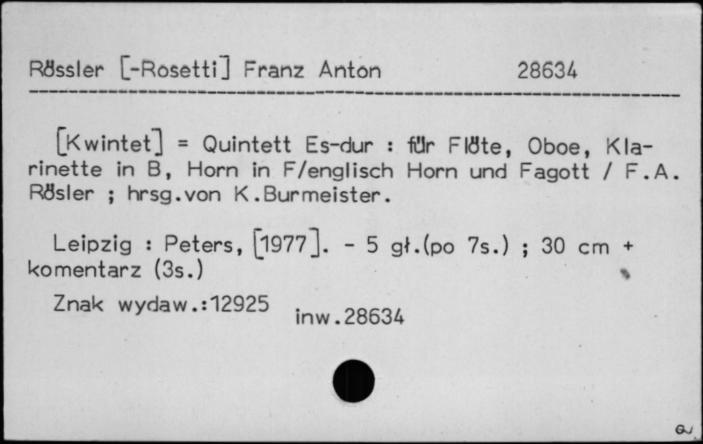 Rössler [-Rosetti] Franz Anton 28634
[Kwintet] = Quintett Es-dur : für Flöte, Oboe, Kla-
rinette in B, Horn in F/englisch Horn und Fagott / F.A.
Rösler ; hrsg.von K.Burmeister.
Leipzig : Peters, [1977]. - 5 gł.(po 7s.) ; 30 cm +
komentarz (3s.)
Znak wydaw.:12925
inw.28634